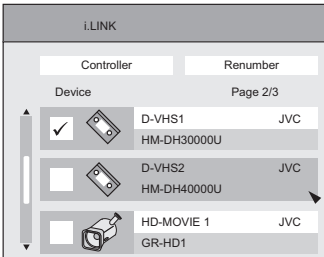 i.LINK
Controller Renumber
Device Page 2/3
D-VHS1 JVC
HM-DH30000U
D-VHS2 JVC
HM-DH40000U
HD-MOVIE 1 JVC
GR-HD1